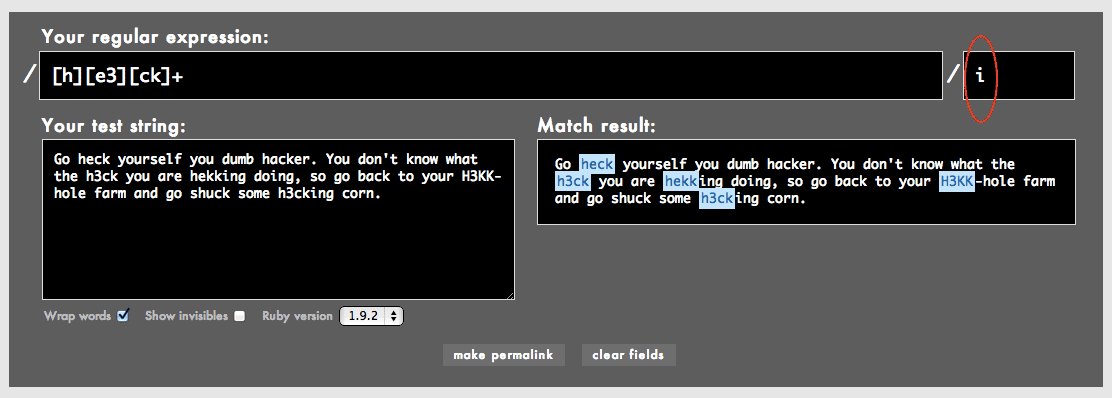 Your regular expression:
/ [h][e3][ck]+ / i
Your test string:
Go heck yourself you dumb hacker. You don't know what
the h3ck you are hekking doing, so go back to your H3KK-
hole farm and go shuck some h3cking corn.
Match result:
Go heck yourself you dumb hacker. You don't know what the
h3ck you are hekking doing, so go back to your H3KK-hole farm
and go shuck some h3cking corn.
Wrap words Show invisibles Ruby version 1.9.2
make permalink clear fields